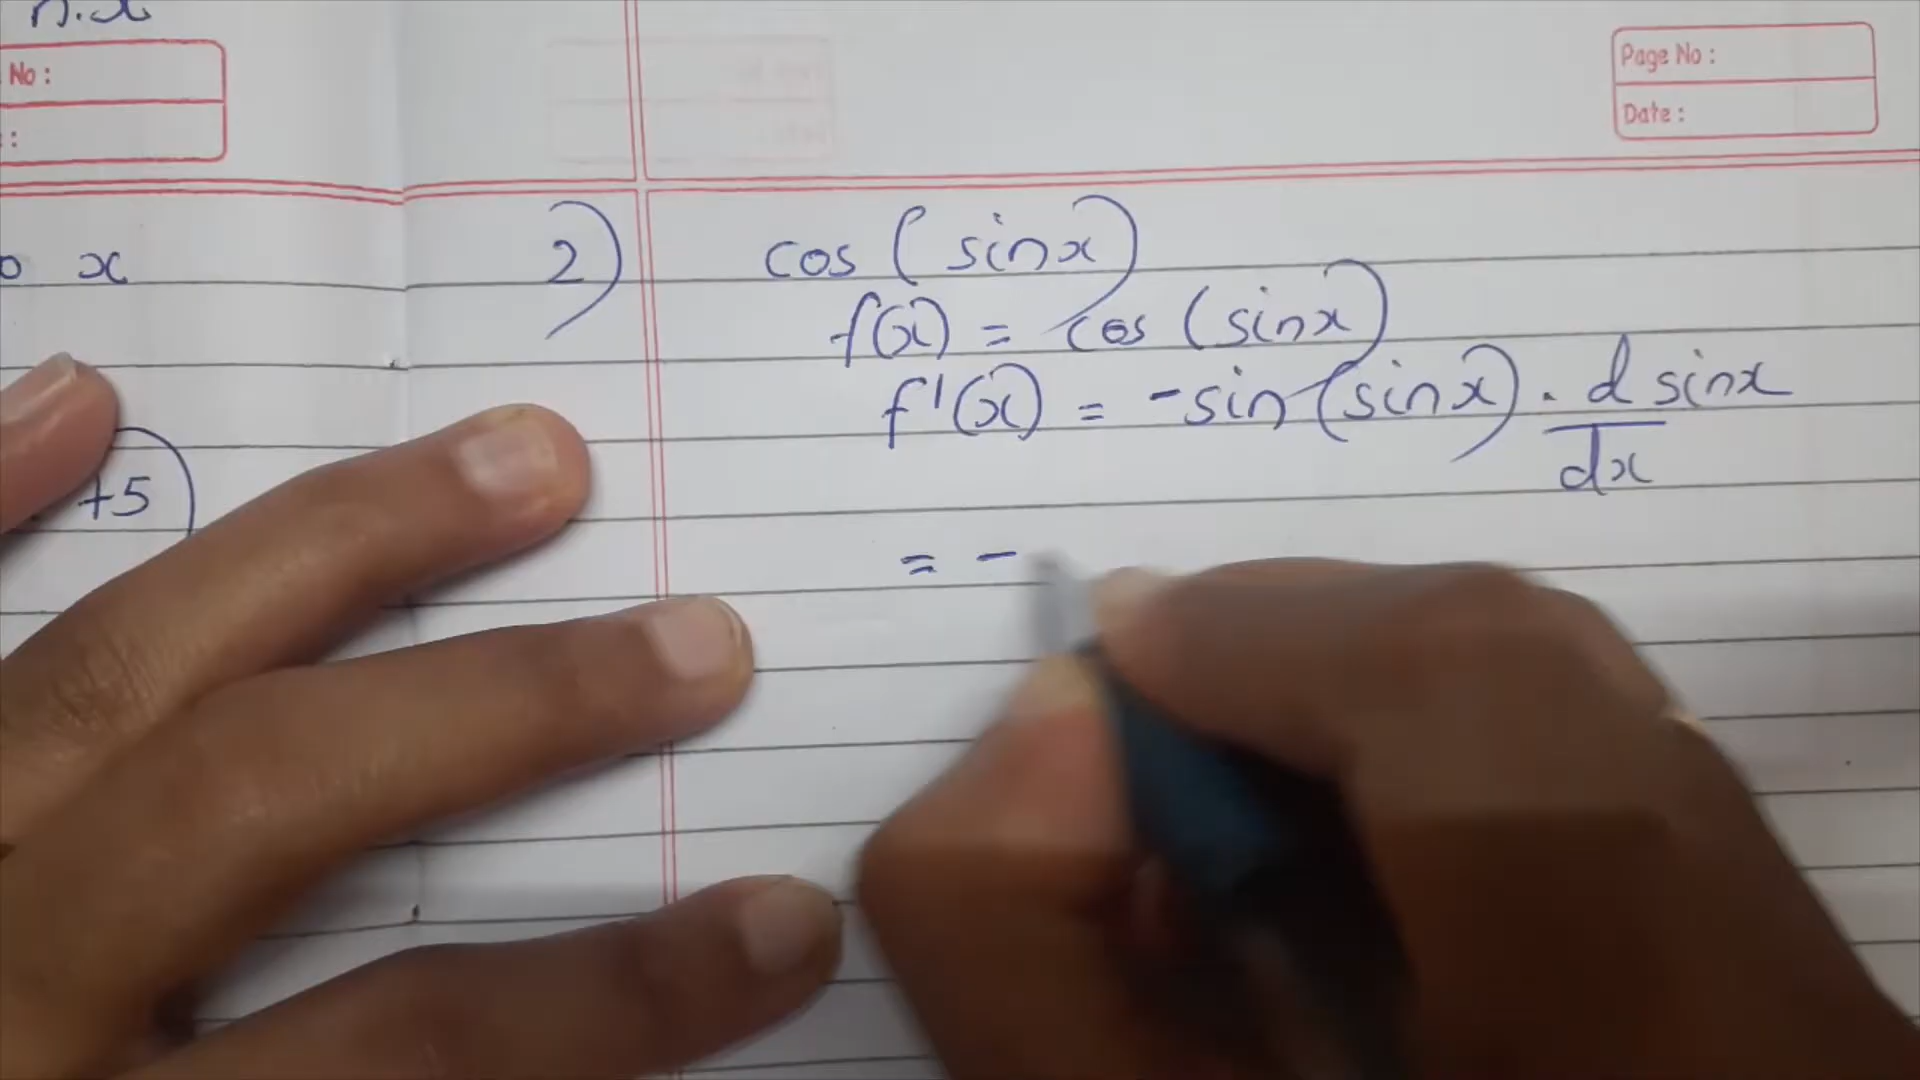 No :
:
x
+5
Page No :
Date :
2) cos (sinx)
f(x) = cos (sinx)
f'(x) = -sin (sinx) . d sinx
dx
= -